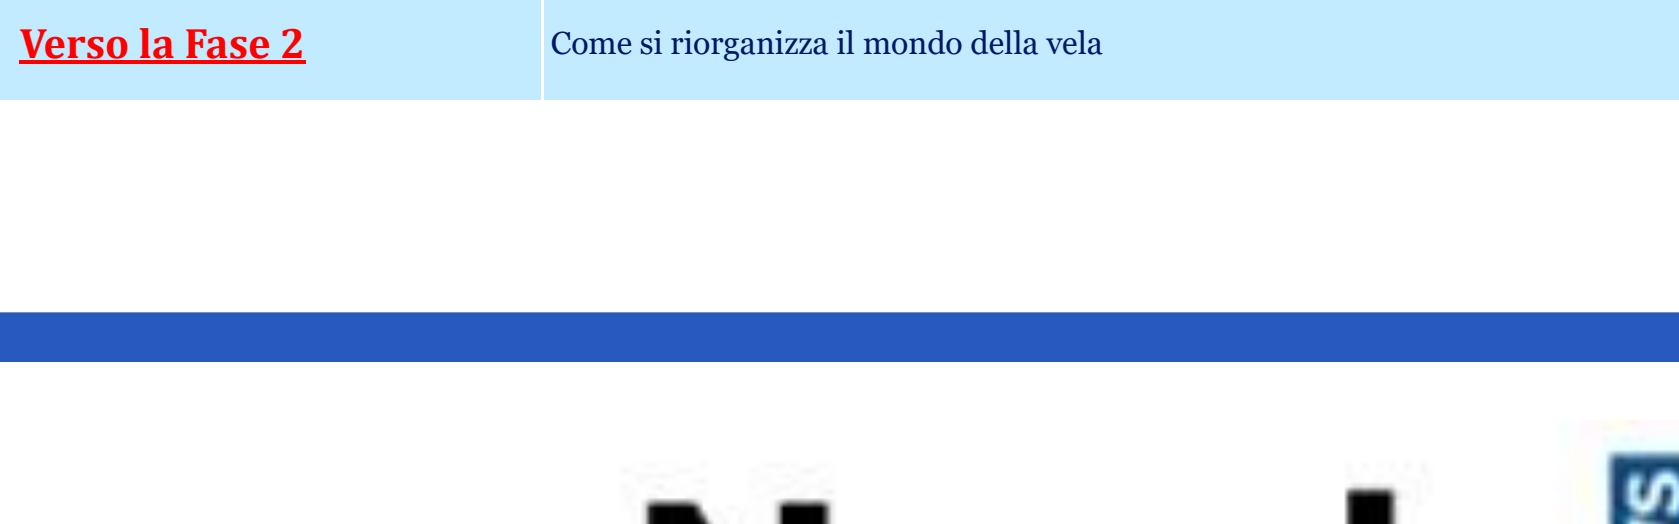 Verso la Fase 2
Come si riorganizza il mondo della vela